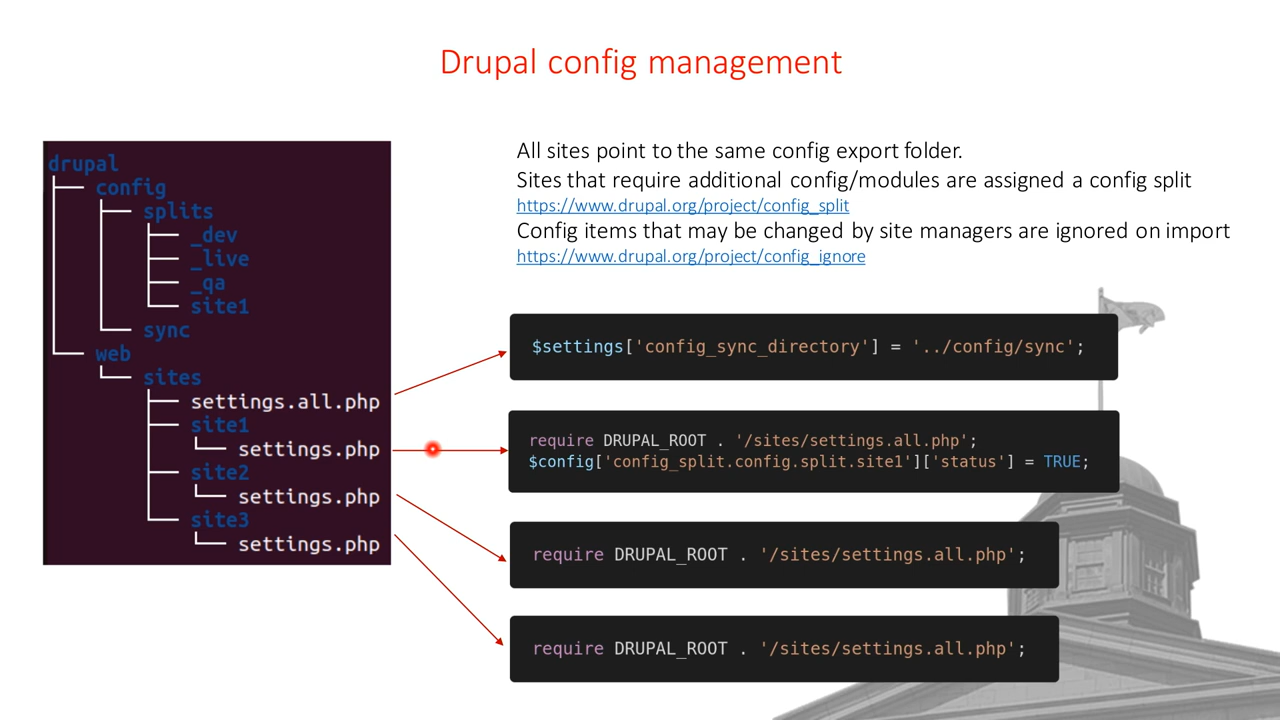 Drupal config management
drupal
config
splits
_dev
_live
_qa
site1
sync
web
sites
settings.all.php
site1
settings.php
site2
settings.php
site3
settings.php
All sites point to the same config export folder.
Sites that require additional config/modules are assigned a config split
https://www.drupal.org/project/config_split
Config items that may be changed by site managers are ignored on import
https://www.drupal.org/project/config_ignore
$settings['config_sync_directory'] = '../config/sync';
require DRUPAL_ROOT . '/sites/settings.all.php';
$config['config_split.config.split.site1']['status'] = TRUE;
require DRUPAL_ROOT . '/sites/settings.all.php';
require DRUPAL_ROOT . '/sites/settings.all.php';